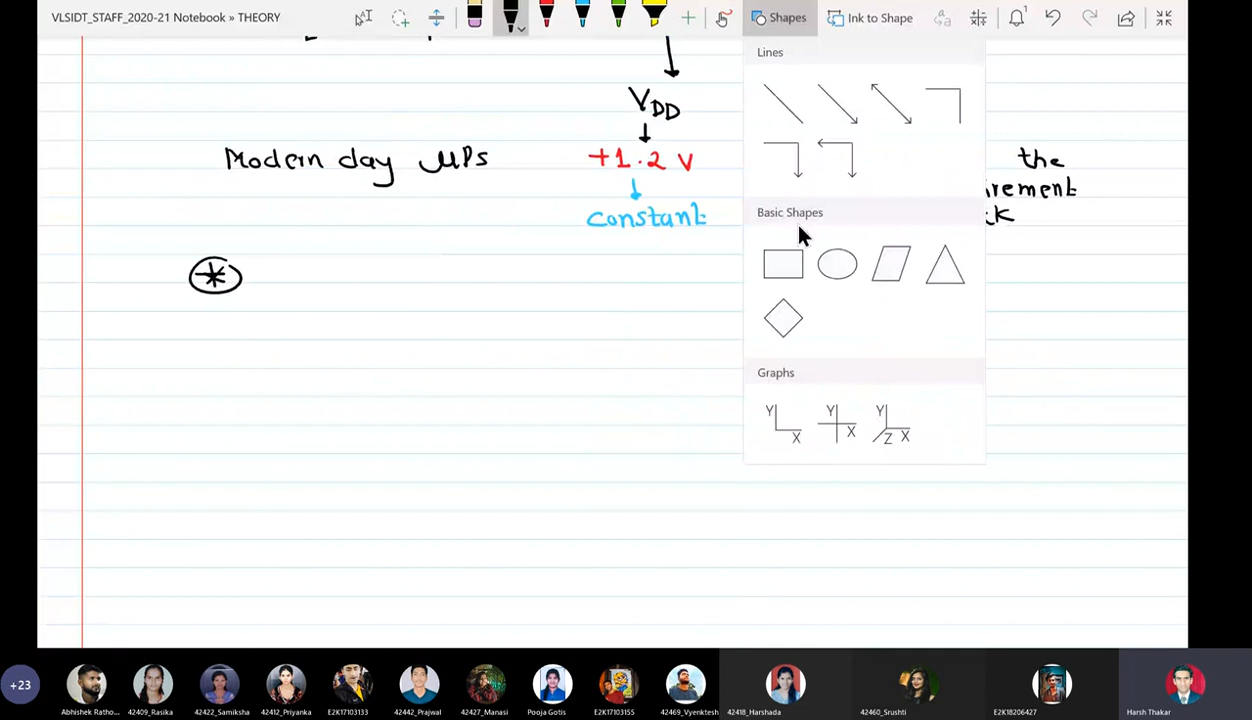 VLSIDT_STAFF_2020-21 Notebook » THEORY
Shapes
Ink to Shape
Lines
VDD
Modern day μPs
+1.2 V
the
irement
constant
Basic Shapes
Graphs
Y X
Y X
Y Z X
+23
Abhishek Ratho...
42409_Rasika
42422_Samiksha
42412_Priyanka
E2K17103133
42442_Prajwal
42427_Manasi
Pooja Gotis
E2K17103155
42469_Vyenktesh
42418_Harshada
42460_Srushti
E2K18206427
Harsh Thakar